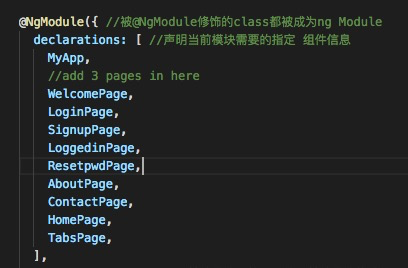 @NgModule({ //被@NgModule修饰的class都被成为ng Module
declarations: [ //声明当前模块需要的指定 组件信息
MyApp,
//add 3 pages in here
WelcomePage,
LoginPage,
SignupPage,
LoggedinPage,
ResetpwdPage,
AboutPage,
ContactPage,
HomePage,
TabsPage,
],